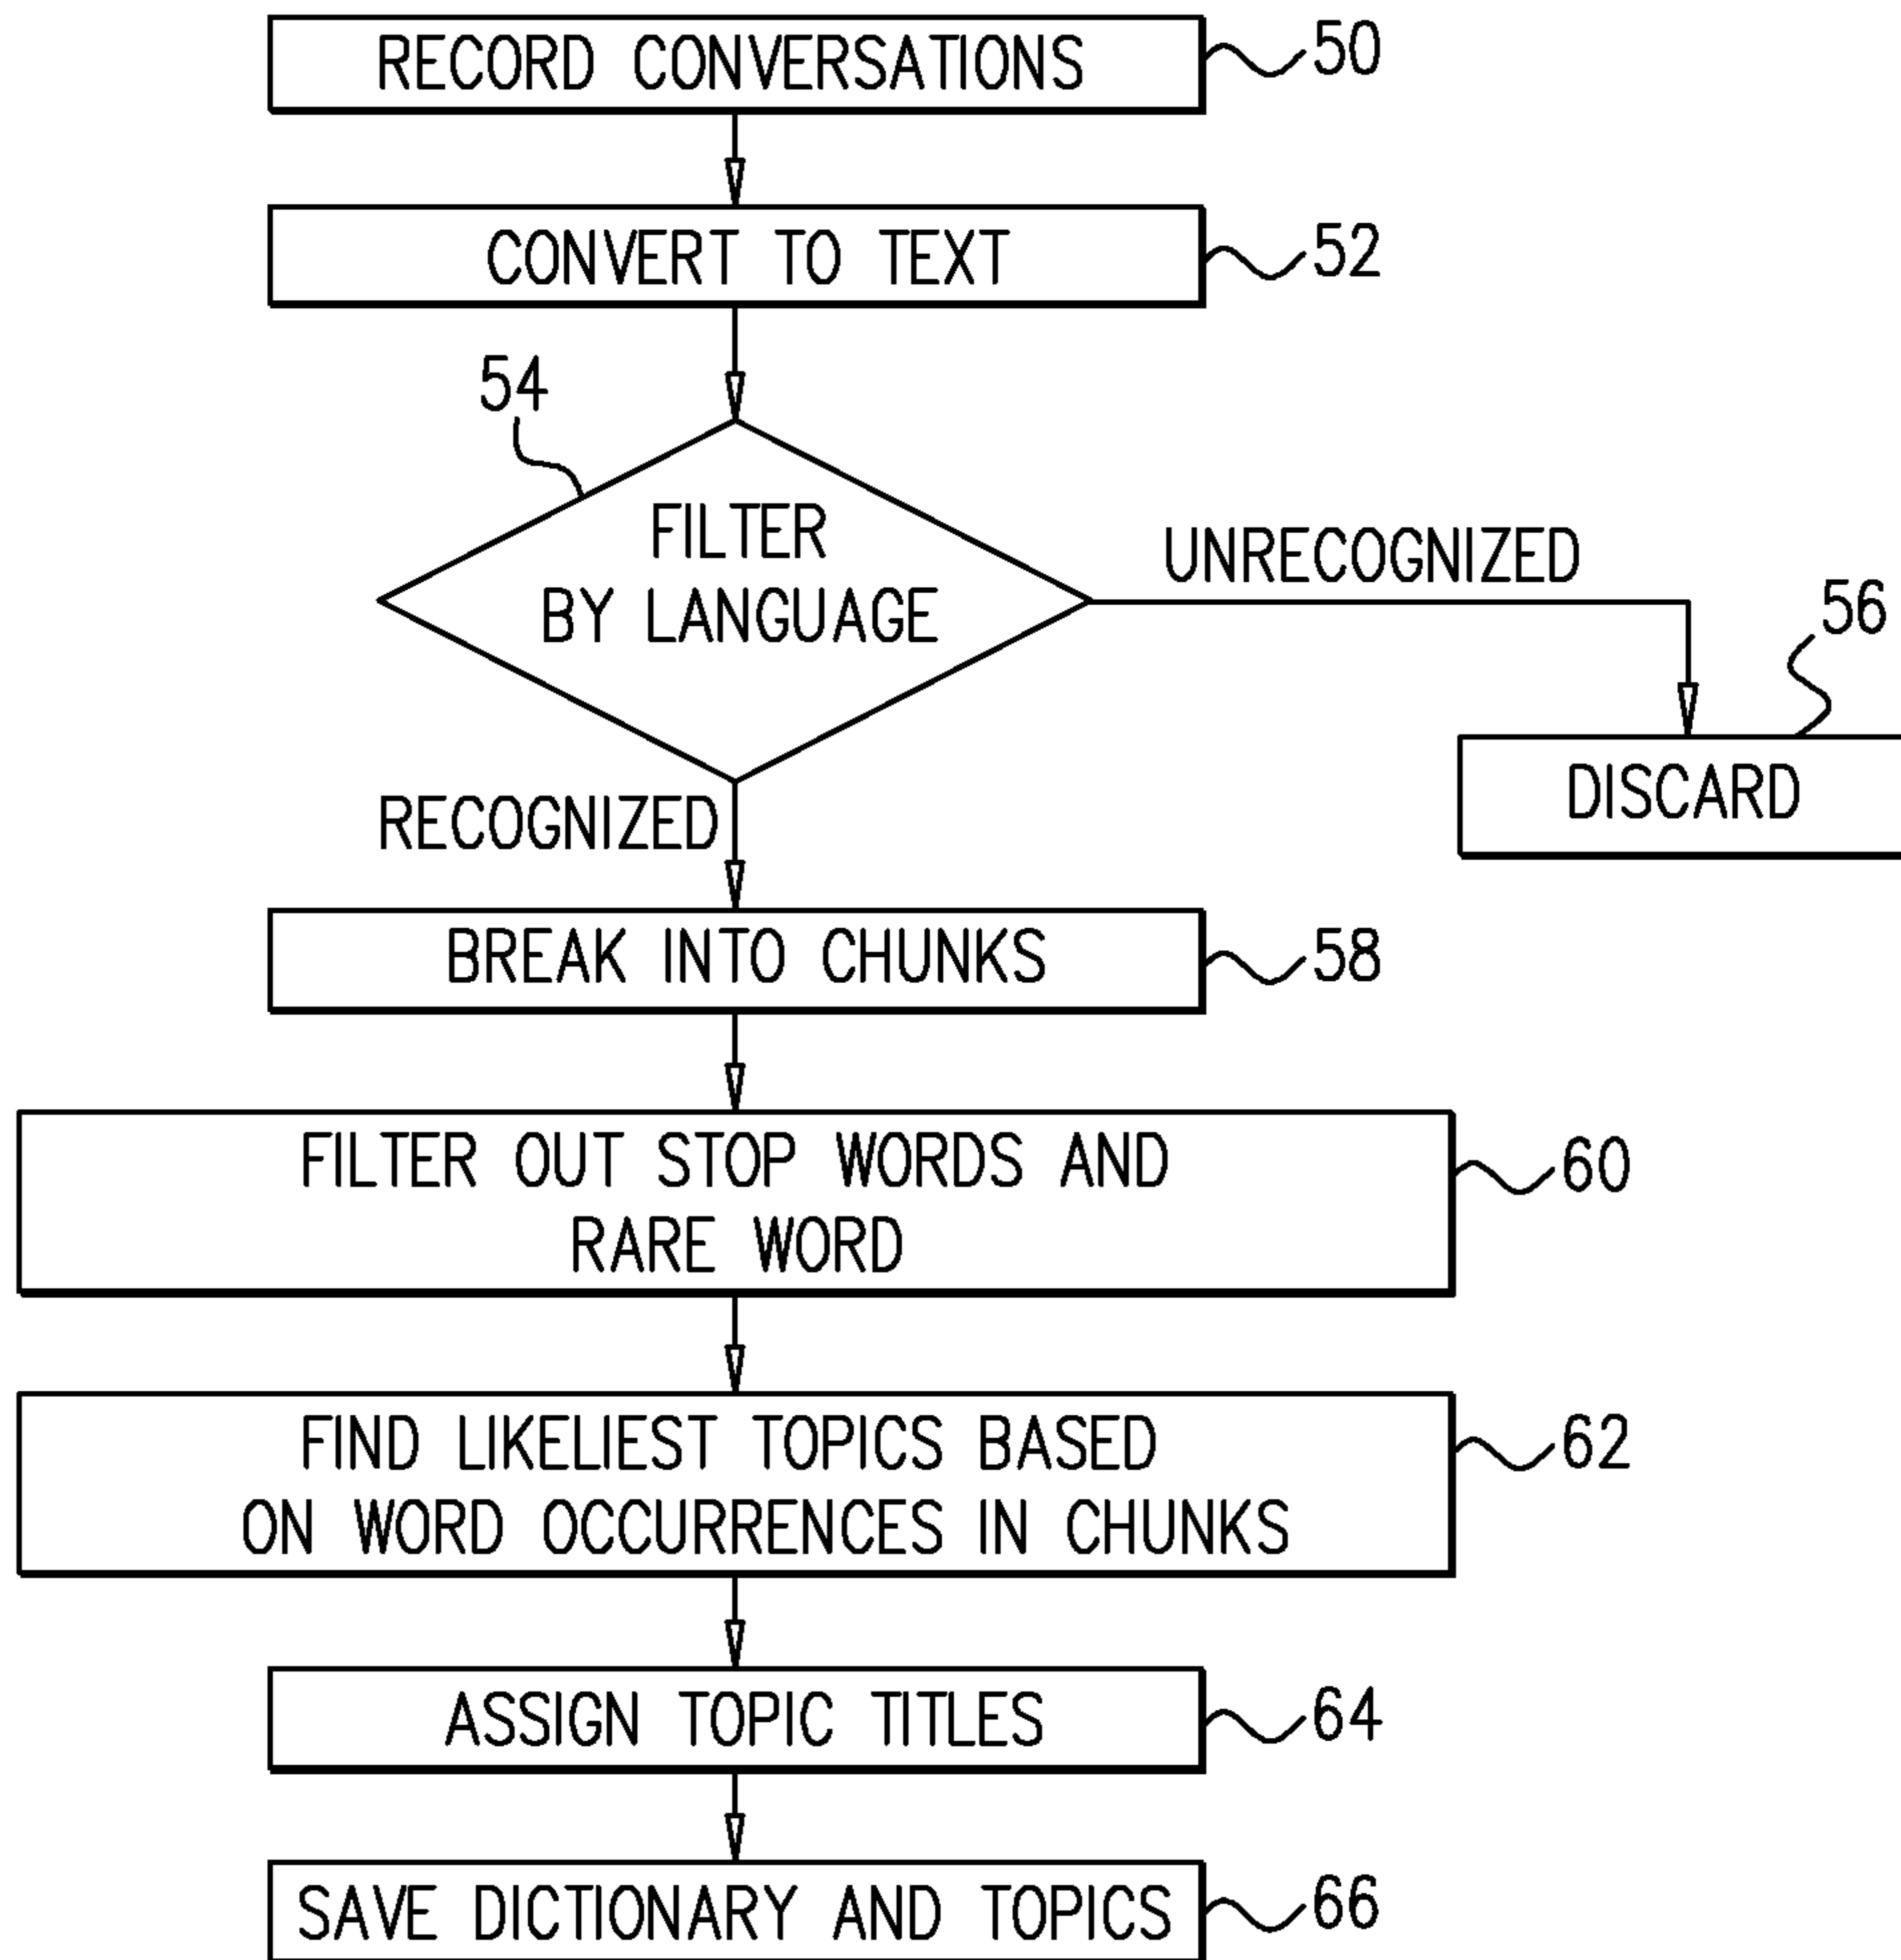 RECORD CONVERSATIONS
50
CONVERT TO TEXT
52
54
FILTER
BY LANGUAGE
UNRECOGNIZED
56
DISCARD
RECOGNIZED
BREAK INTO CHUNKS
58
FILTER OUT STOP WORDS AND
RARE WORD
60
FIND LIKELIEST TOPICS BASED
ON WORD OCCURRENCES IN CHUNKS
62
ASSIGN TOPIC TITLES
64
SAVE DICTIONARY AND TOPICS
66